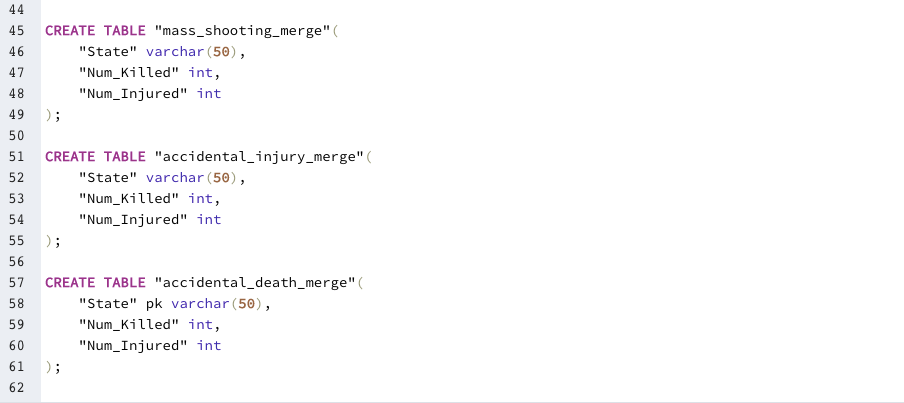 44
45 CREATE TABLE "mass_shooting_merge"(
46     "State" varchar(50),
47     "Num_Killed" int,
48     "Num_Injured" int
49 );
50
51 CREATE TABLE "accidental_injury_merge"(
52     "State" varchar(50),
53     "Num_Killed" int,
54     "Num_Injured" int
55 );
56
57 CREATE TABLE "accidental_death_merge"(
58     "State" pk varchar(50),
59     "Num_Killed" int,
60     "Num_Injured" int
61 );
62